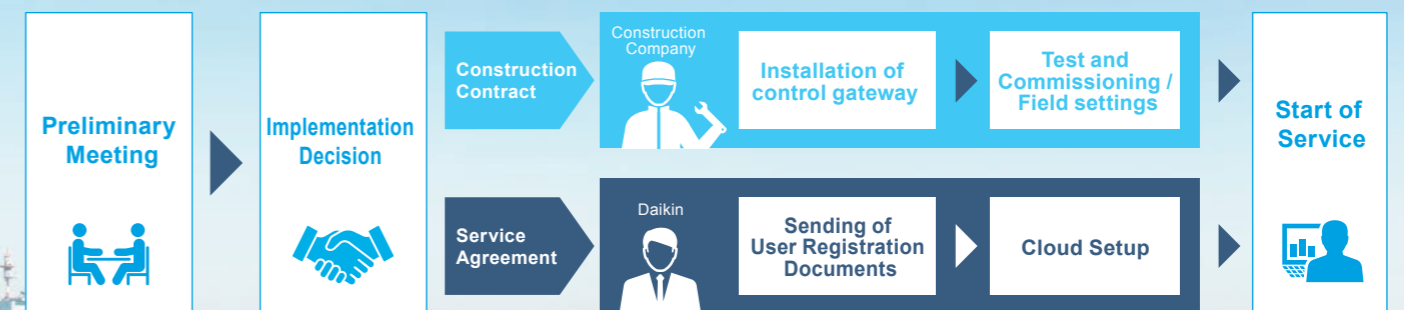 Preliminary
Meeting
Implementation
Decision
Construction
Contract
Construction
Company
Installation of
control gateway
Test and
Commissioning /
Field settings
Service
Agreement
Daikin
Sending of
User Registration
Documents
Cloud Setup
Start of
Service